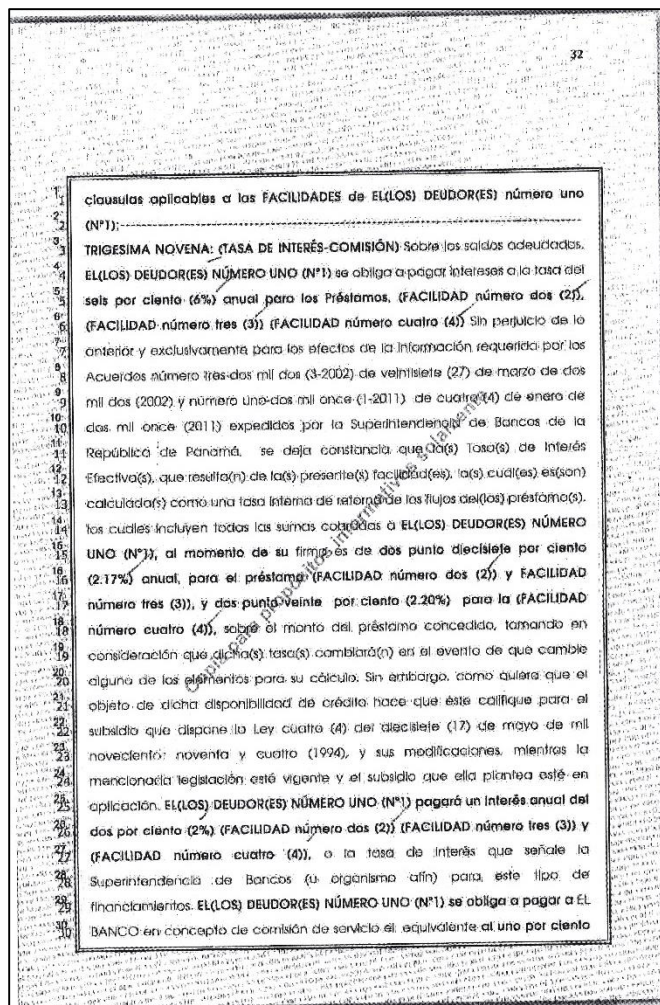 32
clausulas aplicables a las FACILIDADES de EL(LOS) DEUDOR(ES) número uno
(N°1):
TRIGESIMA NOVENA: (TASA DE INTERÉS-COMISIÓN) Sobre los saldos adeudados,
EL(LOS) DEUDOR(ES) NÚMERO UNO (N°1) se obliga a pagar intereses a la tasa del
seis por ciento (6%) anual para los Préstamos, (FACILIDAD número dos (2)),
(FACILIDAD número tres (3)) (FACILIDAD número cuatro (4)) Sin perjuicio de lo
anterior y exclusivamente para los efectos de la información requerida por los
Acuerdos número tres-dos mil dos (3-2002) de veintisiete (27) de marzo de dos
mil dos (2002) y número uno-dos mil once (1-2011) de cuatro (4) de enero de
dos mil once (2011) expedidos por la Superintendencia de Bancos de la
República de Panamá, se deja constancia que la(s) Tasa(s) de Interés
Efectiva(s), que resulta(n) de la(s) presente(s) facilidad(es), la(s) cual(es) es(son)
calculada(s) como una tasa interna de retorno de los flujos del(los) préstamo(s),
los cuales incluyen todas las sumas cobradas a EL(LOS) DEUDOR(ES) NÚMERO
UNO (N°1), al momento de su firma es de dos punto diecisiete por ciento
(2.17%) anual, para el préstamo (FACILIDAD número dos (2)) y FACILIDAD
número tres (3)), y dos punto veinte por ciento (2.20%) para la (FACILIDAD
número cuatro (4)), sobre el monto del préstamo concedido, tomando en
consideración que dicha(s) tasa(s) cambiará(n) en el evento de que cambie
alguno de los elementos para su cálculo. Sin embargo, como quiera que el
objeto de dicha disponibilidad de crédito hace que éste califique para el
subsidio que dispone la Ley cuatro (4) del diecisiete (17) de mayo de mil
novecientos noventa y cuatro (1994), y sus modificaciones, mientras la
mencionada legislación esté vigente y el subsidio que ella plantea esté en
aplicación. EL(LOS) DEUDOR(ES) NÚMERO UNO (N°1) pagará un interés anual del
dos por ciento (2%) (FACILIDAD número dos (2)) (FACILIDAD número tres (3)) y
(FACILIDAD número cuatro (4)), o la tasa de interés que señale la
Superintendencia de Bancos (u organismo afín) para este tipo de
financiamientos. EL(LOS) DEUDOR(ES) NÚMERO UNO (N°1) se obliga a pagar a EL
BANCO en concepto de comisión de servicio el equivalente al uno por ciento
Copia para propósitos informativos solamente